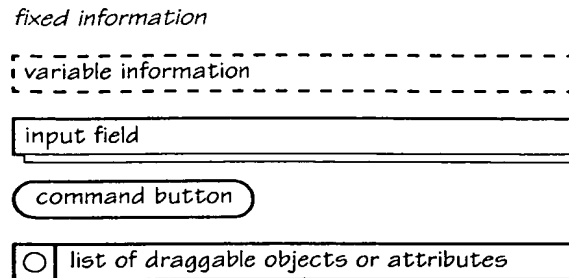 fixed information
variable information
input field
command button
list of draggable objects or attributes